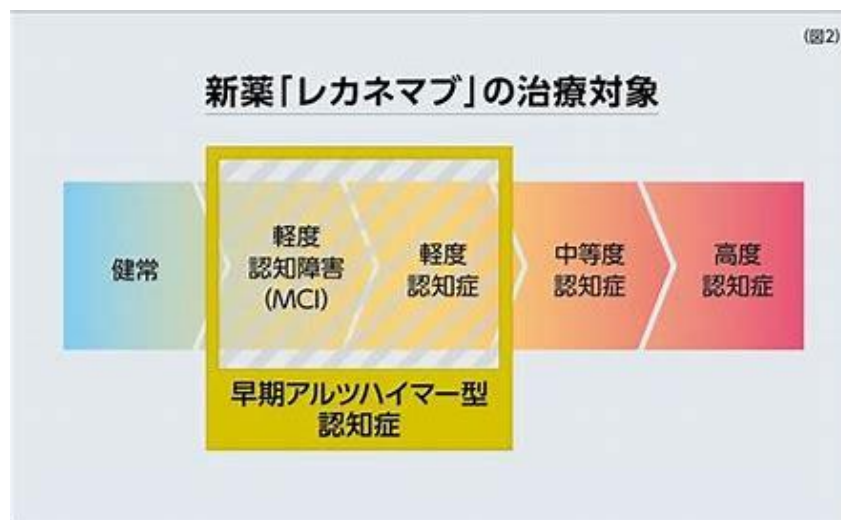 (図2)
新薬「レカネマブ」の治療対象
健常
軽度
認知障害
(MCI)
軽度
認知症
中等度
認知症
高度
認知症
早期アルツハイマー型
認知症